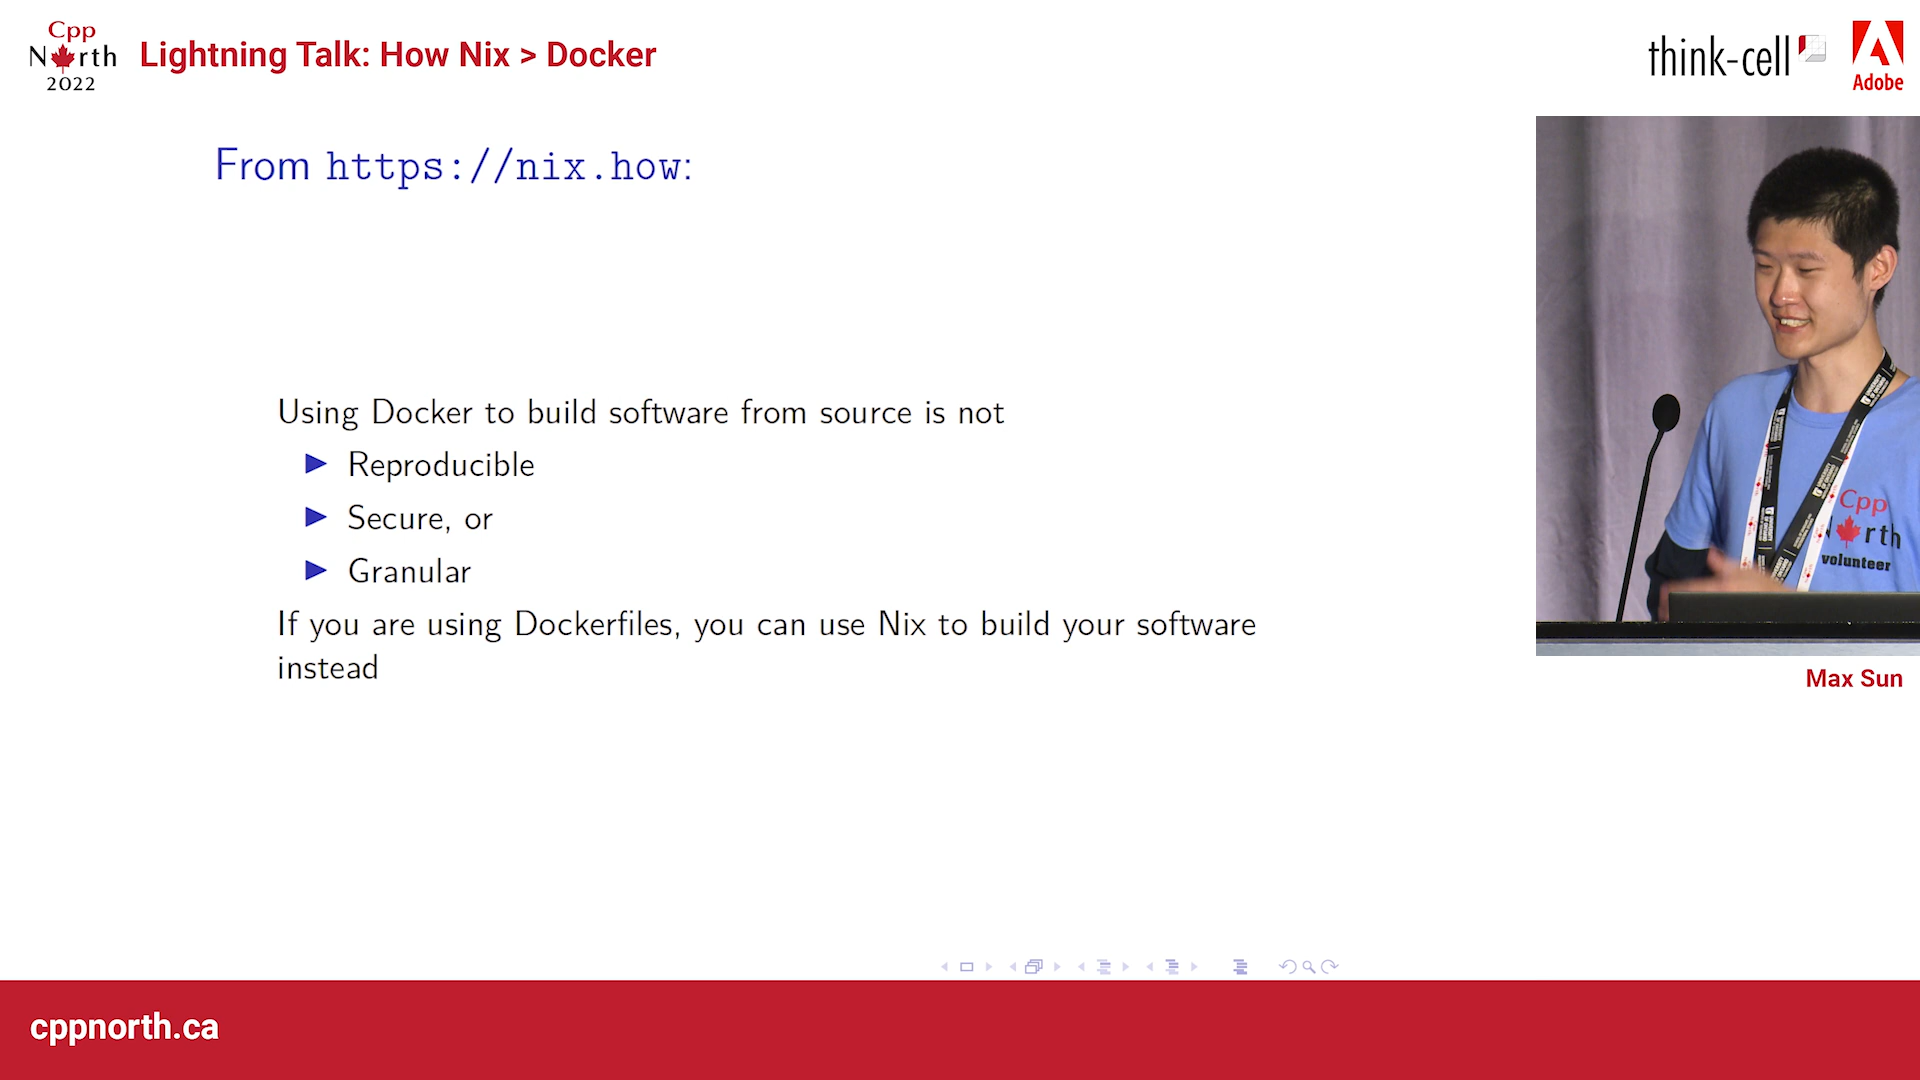 Cpp
North
2022
Lightning Talk: How Nix > Docker
think-cell
Adobe
From https://nix.how:
Using Docker to build software from source is not
Reproducible
Secure, or
Granular
If you are using Dockerfiles, you can use Nix to build your software
instead
Cpp
rth
volunteer
Max Sun
cppnorth.ca